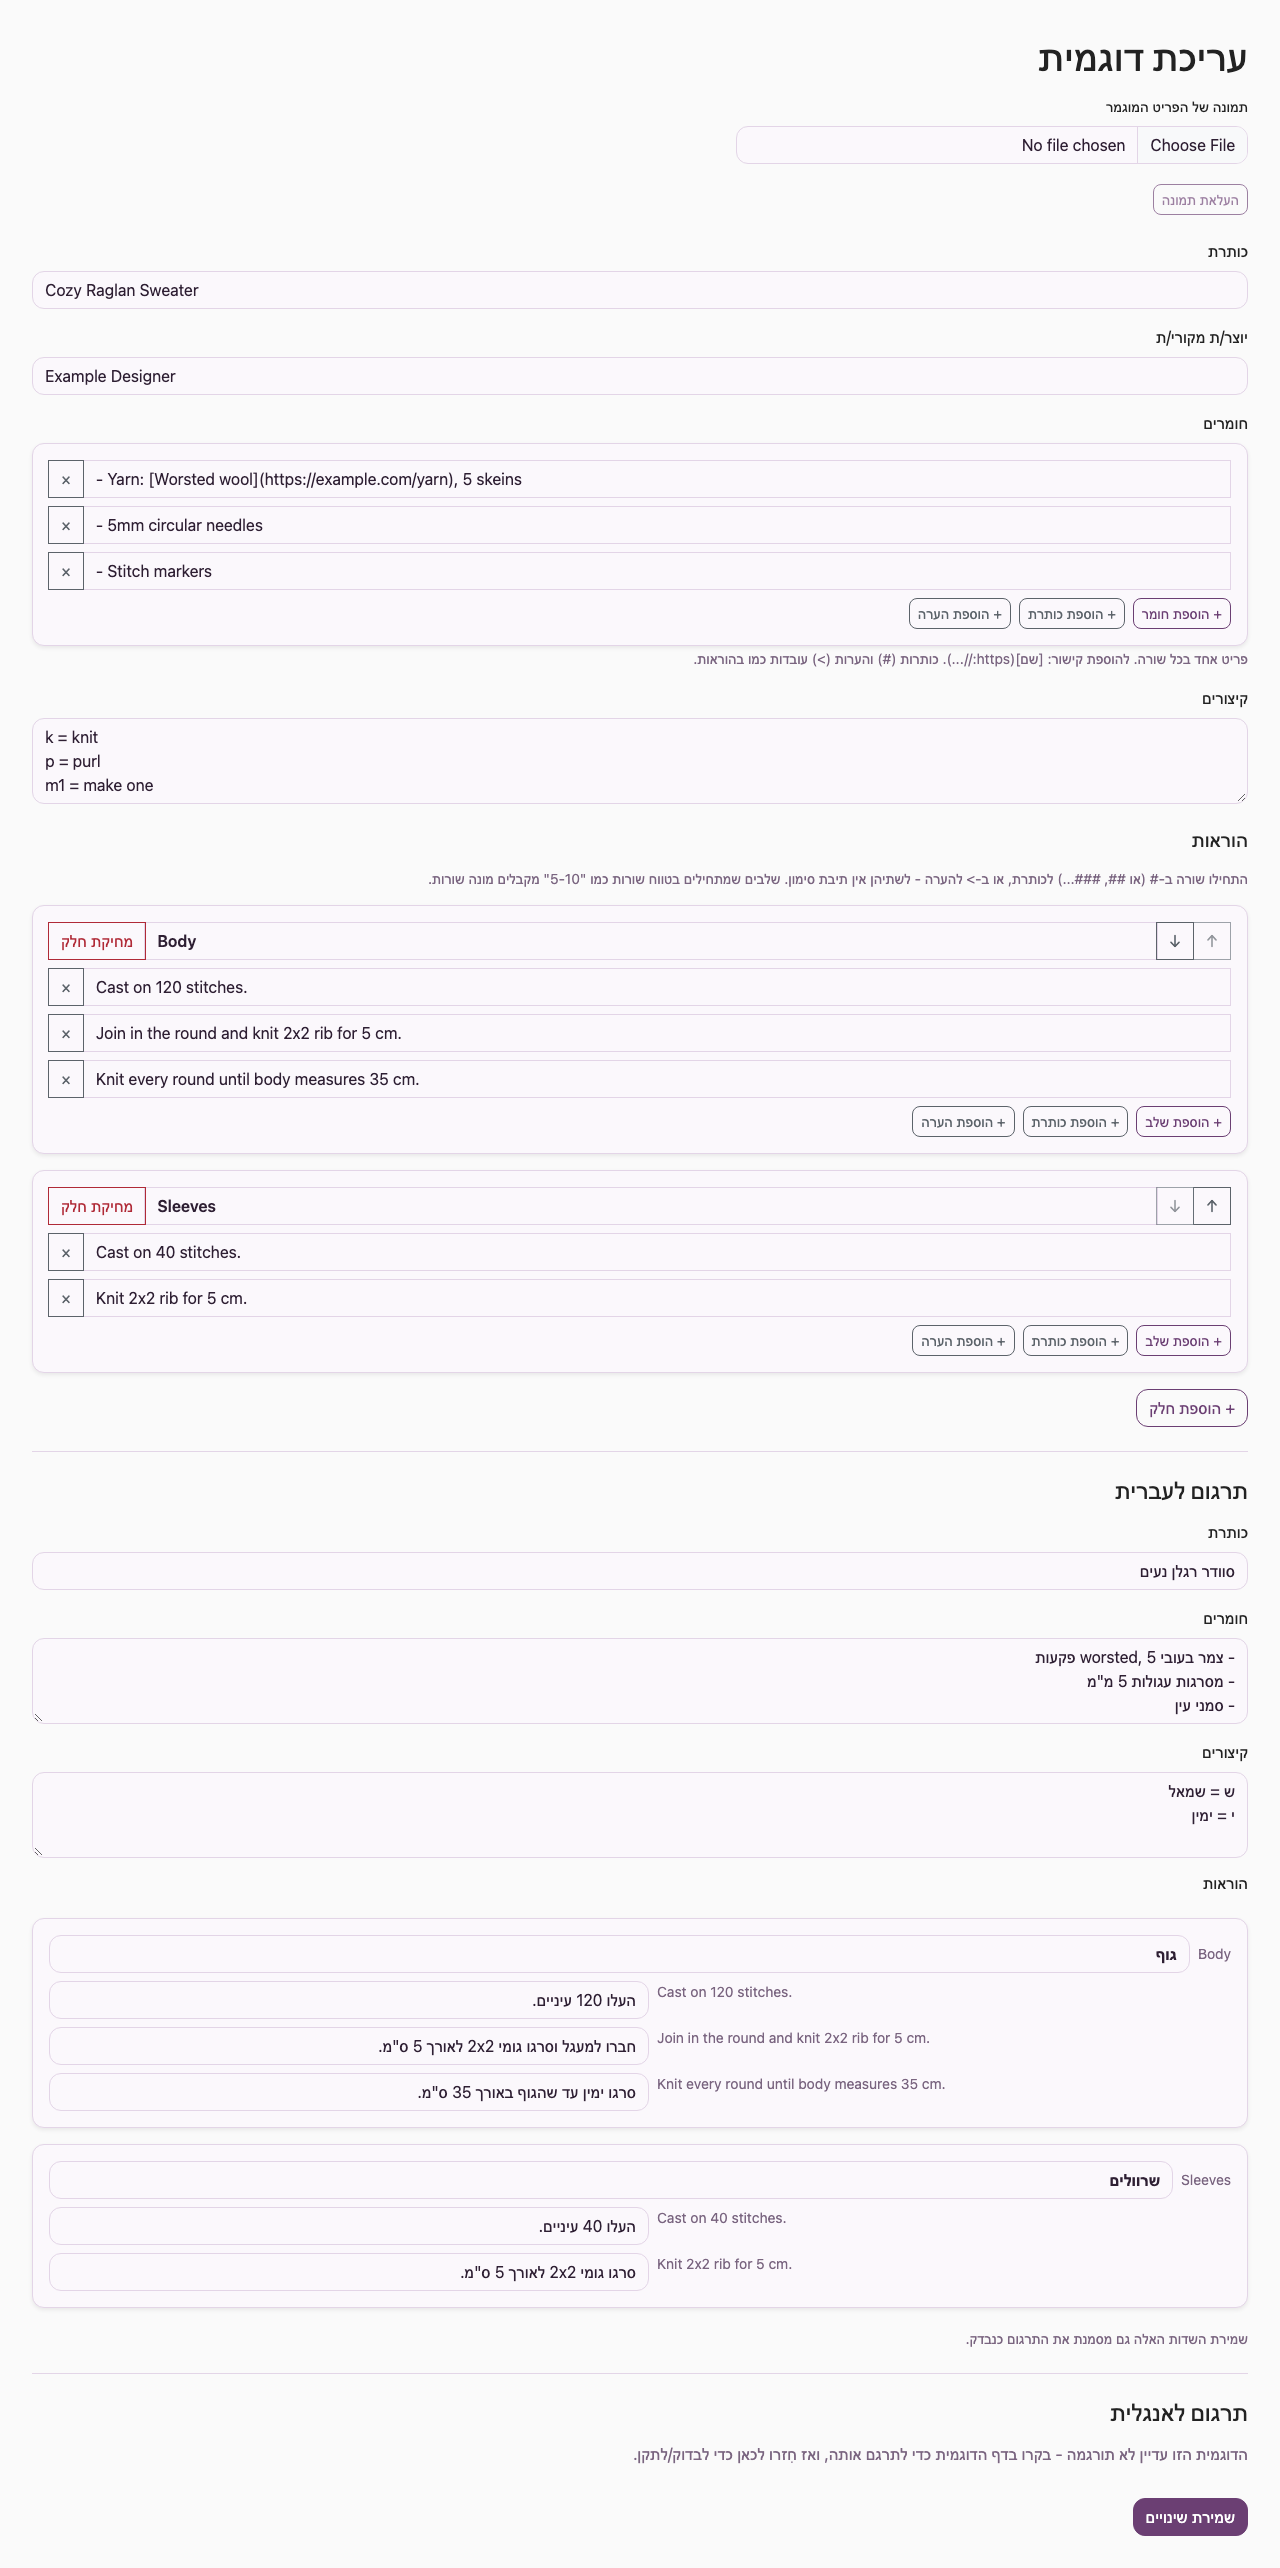 עריכת דוגמית
תמונה של הפריט המוגמר
Choose File No file chosen
העלאת תמונה
כותרת
Cozy Raglan Sweater
יוצר/ת מקורי/ת
Example Designer
חומרים
× - Yarn: [Worsted wool](https://example.com/yarn), 5 skeins
× - 5mm circular needles
× - Stitch markers
+ הוספת חומר + הוספת כותרת + הוספת הערה
פריט אחד בכל שורה. להוספת קישור: [שם](https://...). כותרות (#) והערות (>) עובדות כמו בהוראות.
קיצורים
k = knit
p = purl
m1 = make one
הוראות
התחילו שורה ב-# (או ##, ###...) לכותרת, או ב-> להערה - לשתיהן אין תיבת סימון. שלבים שמתחילים בטווח שורות כמו "5-10" מקבלים מונה שורות.
↑ ↓ Body מחיקת חלק
× Cast on 120 stitches.
× Join in the round and knit 2x2 rib for 5 cm.
× Knit every round until body measures 35 cm.
+ הוספת שלב + הוספת כותרת + הוספת הערה
↑ ↓ Sleeves מחיקת חלק
× Cast on 40 stitches.
× Knit 2x2 rib for 5 cm.
+ הוספת שלב + הוספת כותרת + הוספת הערה
+ הוספת חלק
תרגום לעברית
כותרת
סוודר רגלן נעים
חומרים
- צמר בעובי worsted, 5 פקעות
- מסרגות עגולות 5 מ"מ
- סמני עין
קיצורים
ש = שמאל
י = ימין
הוראות
Body גוף
Cast on 120 stitches. העלו 120 עיניים.
Join in the round and knit 2x2 rib for 5 cm. חברו למעגל וסרגו גומי 2x2 לאורך 5 ס"מ.
Knit every round until body measures 35 cm. סרגו ימין עד שהגוף באורך 35 ס"מ.
Sleeves שרוולים
Cast on 40 stitches. העלו 40 עיניים.
Knit 2x2 rib for 5 cm. סרגו גומי 2x2 לאורך 5 ס"מ.
שמירת השדות האלה גם מסמנת את התרגום כנבדק.
תרגום לאנגלית
הדוגמית הזו עדיין לא תורגמה - בקרו בדף הדוגמית כדי לתרגם אותה, ואז חִזרו לכאן כדי לבדוק/לתקן.
שמירת שינויים